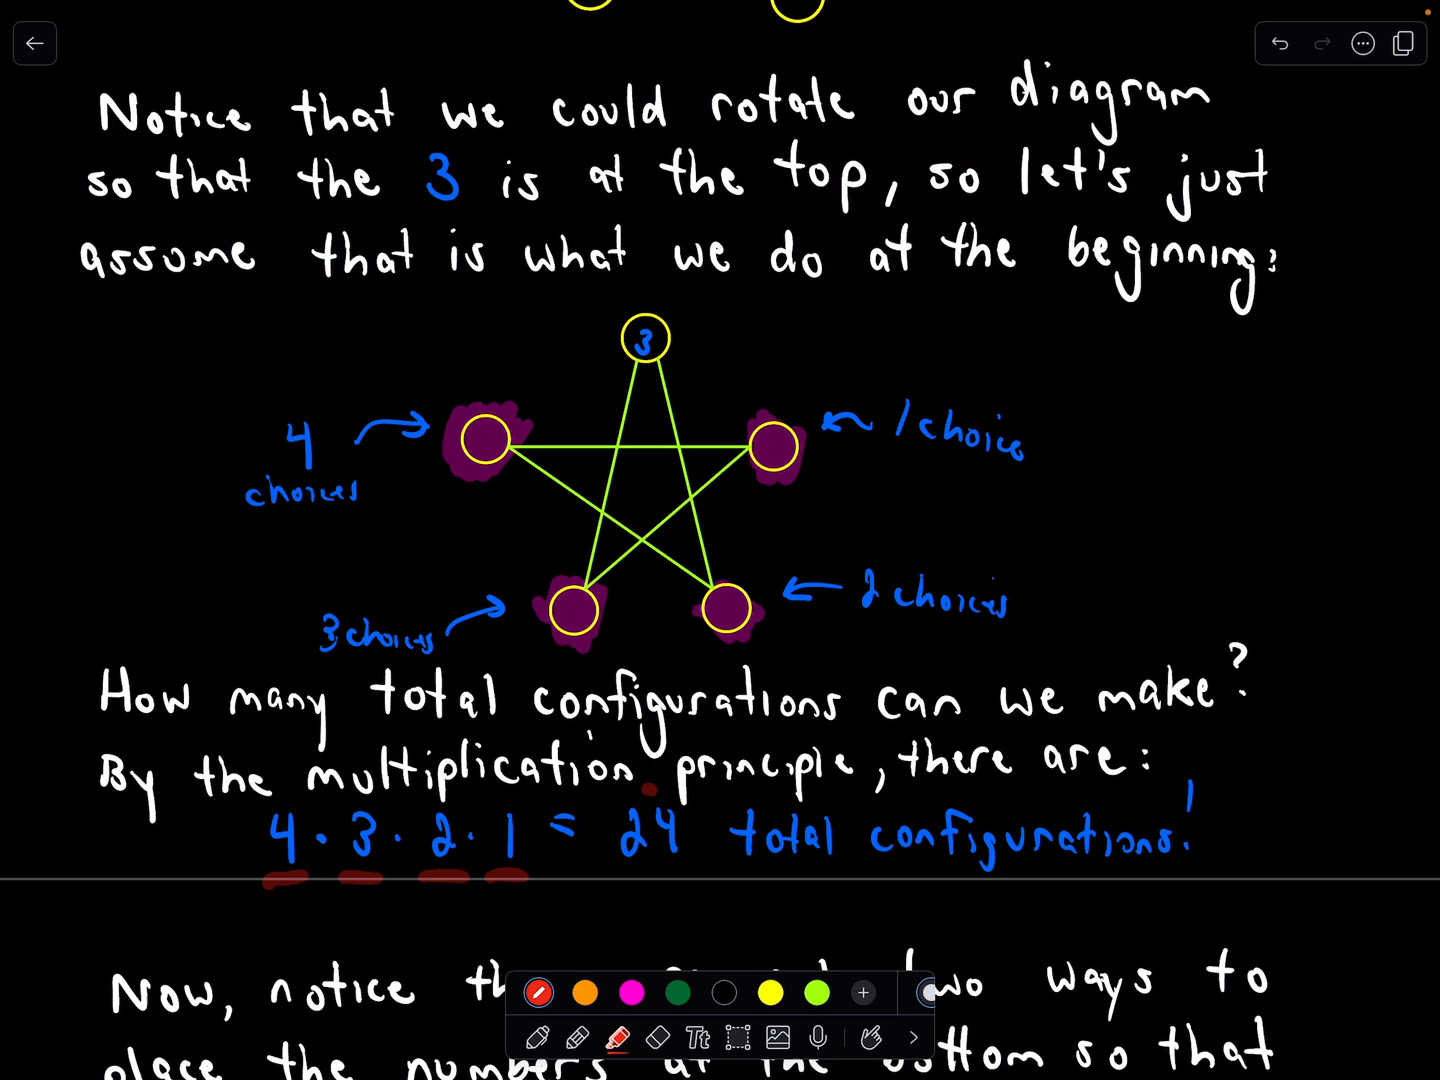 Notice that we could rotate our diagram
so that the 3 is at the top, so let's just
assume that is what we do at the beginning:
3
4
choices
1 choice
3 choices
2 choices
How many total configurations can we make?
By the multiplication principle, there are:
4 · 3 · 2 · 1 = 24 total configurations!
Now, notice two ways to
place the numbers at the bottom so that
Tt